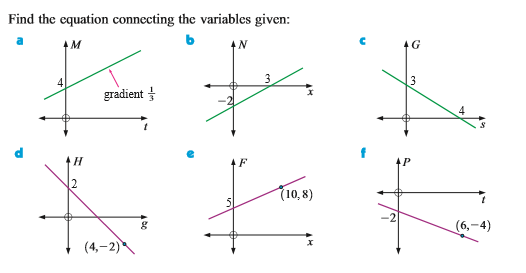 Find the equation connecting the variables given:
a
M
4
gradient 1/3
t
b
N
3
-2
x
c
G
3
4
s
d
H
2
g
(4,-2)
e
F
(10, 8)
5
x
f
P
t
-2
(6,-4)